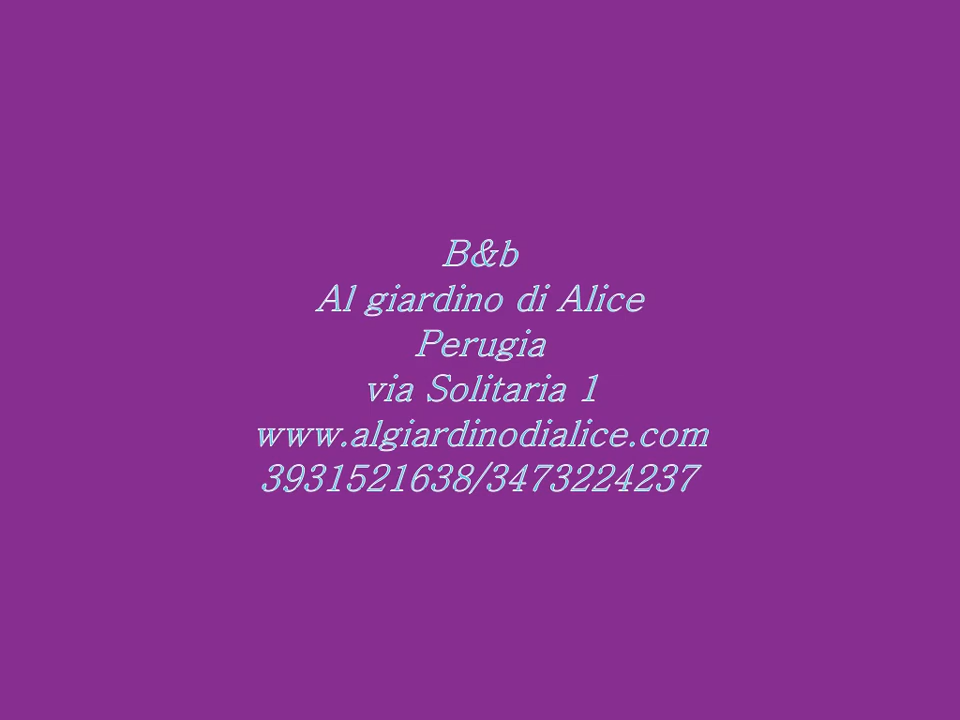 B&b
Al giardino di Alice
Perugia
via Solitaria 1
www.algiardinodialice.com
3931521638/3473224237